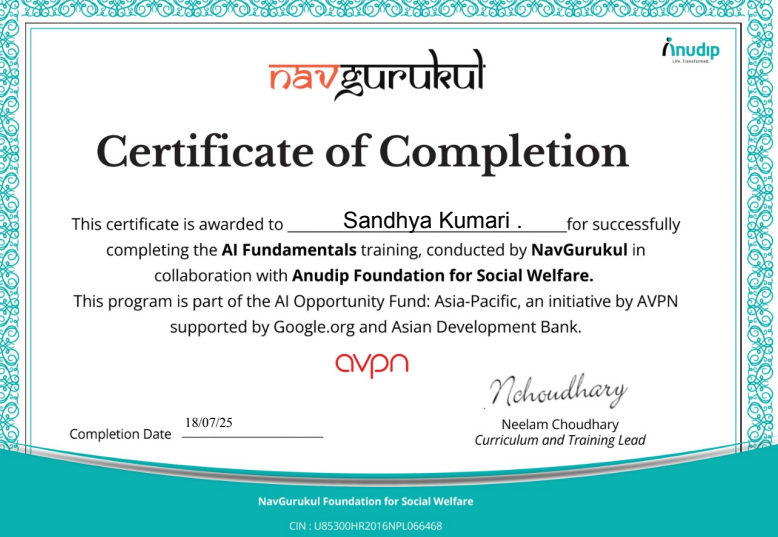 navgurukul
Anudip
Life. Transformed.
Certificate of Completion
This certificate is awarded to Sandhya Kumari . for successfully
completing the AI Fundamentals training, conducted by NavGurukul in
collaboration with Anudip Foundation for Social Welfare.
This program is part of the AI Opportunity Fund: Asia-Pacific, an initiative by AVPN
supported by Google.org and Asian Development Bank.
avpn
Nchoudhary
Completion Date 18/07/25
Neelam Choudhary
Curriculum and Training Lead
NavGurukul Foundation for Social Welfare
CIN : U85300HR2016NPL066468